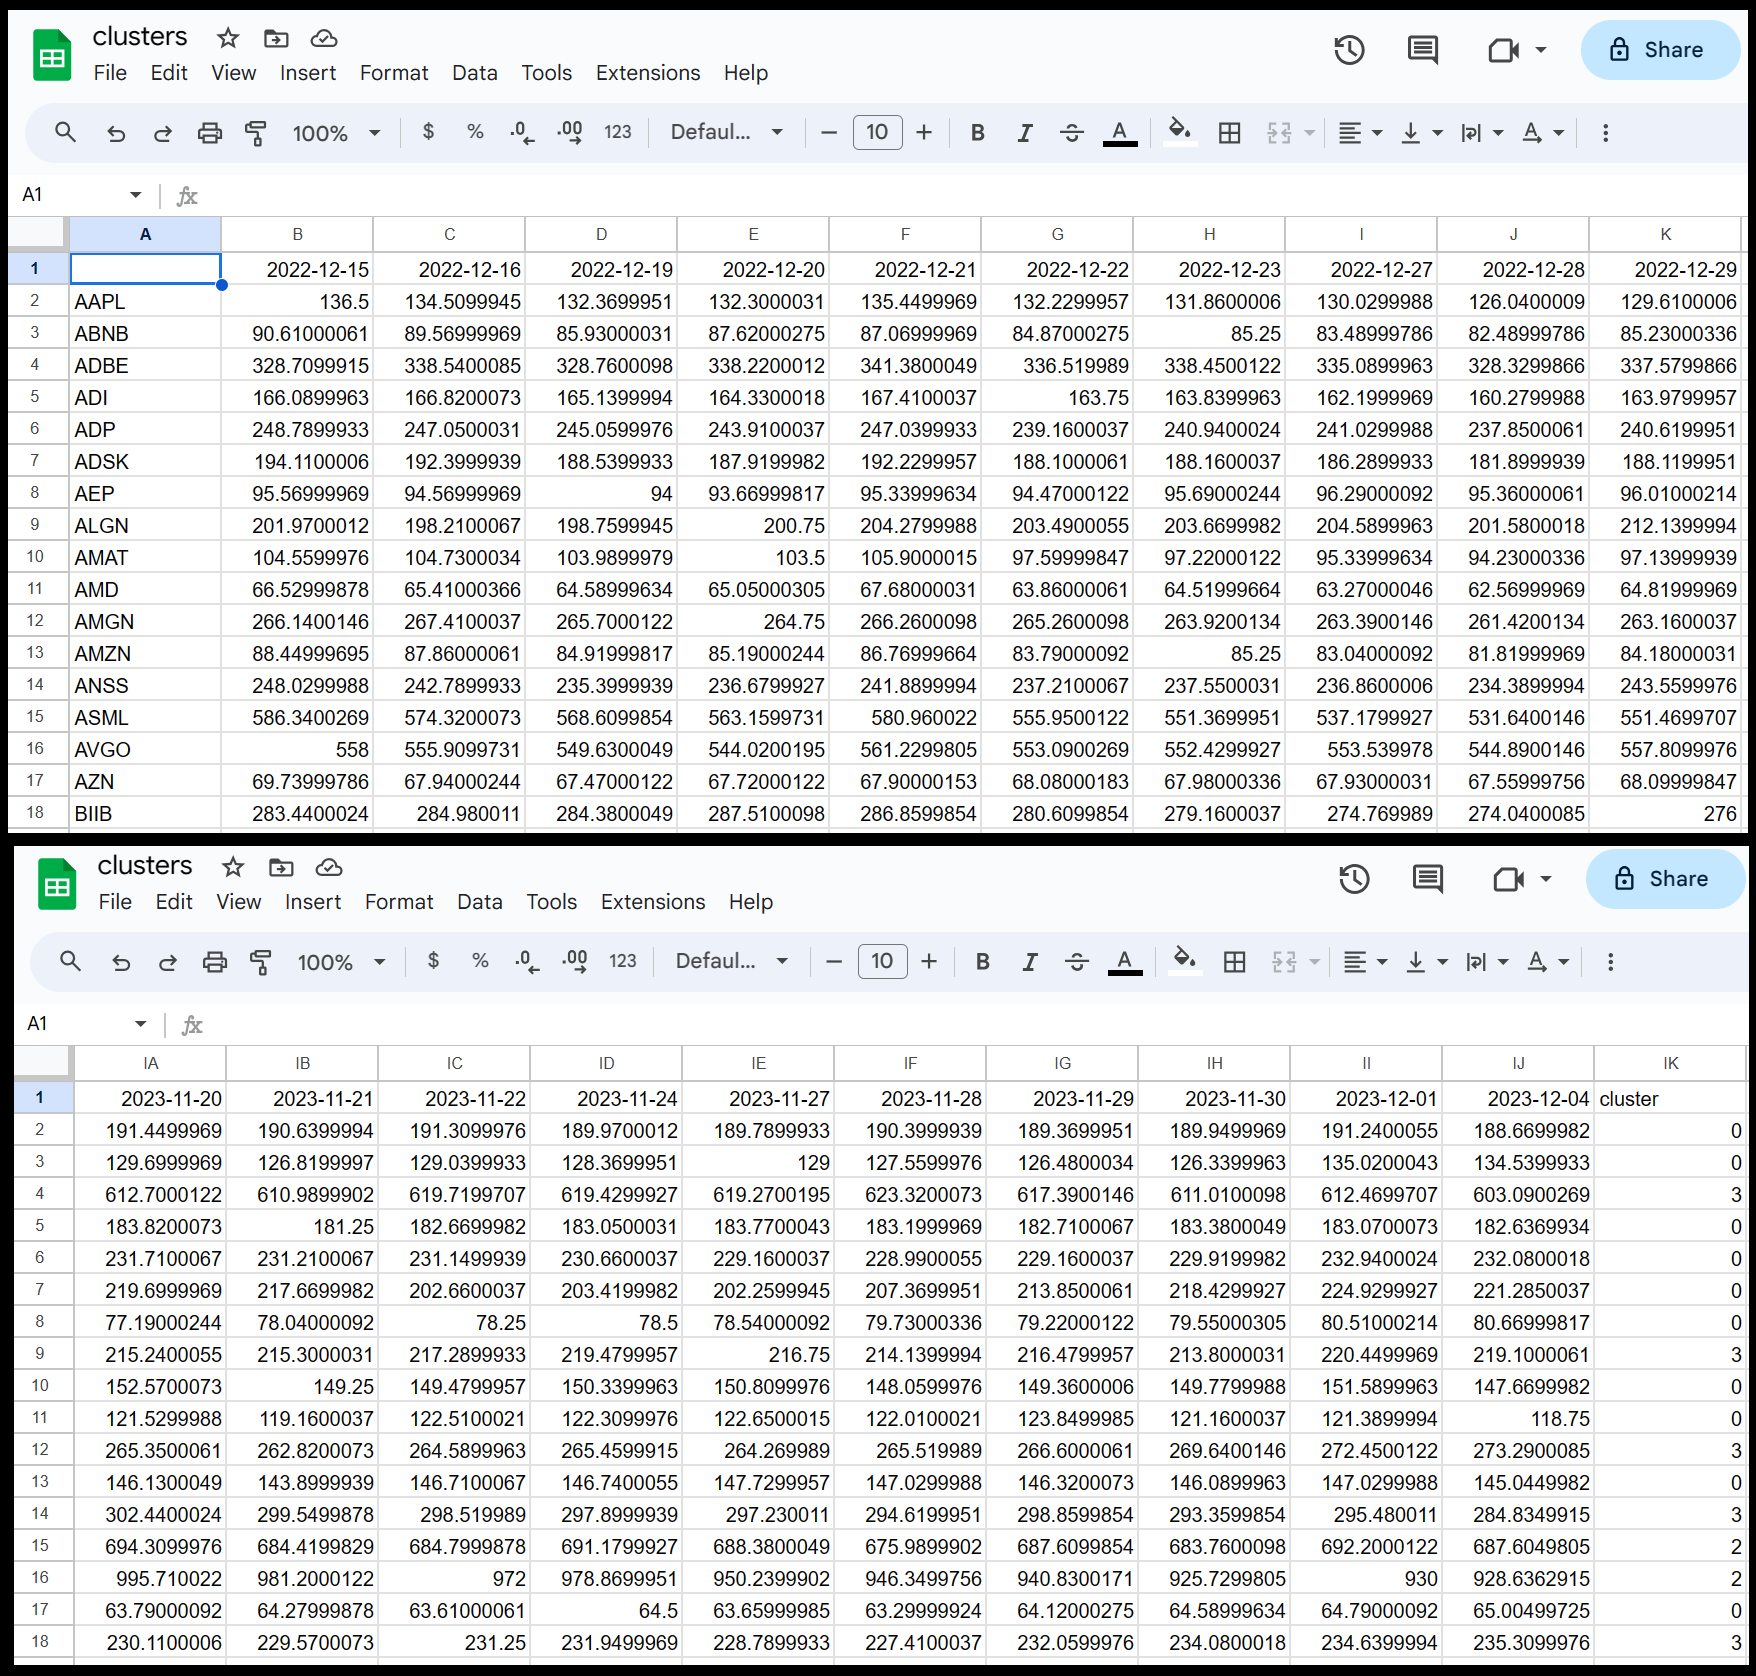 clusters
File Edit View Insert Format Data Tools Extensions Help
Share
100% $ % .0 .00 123 Defaul... 10 B I A A
A1 fx
A B C D E F G H I J K
1 2022-12-15 2022-12-16 2022-12-19 2022-12-20 2022-12-21 2022-12-22 2022-12-23 2022-12-27 2022-12-28 2022-12-29
2 AAPL 136.5 134.5099945 132.3699951 132.3000031 135.4499969 132.2299957 131.8600006 130.0299988 126.0400009 129.6100006
3 ABNB 90.61000061 89.56999969 85.93000031 87.62000275 87.06999969 84.87000275 85.25 83.48999786 82.48999786 85.23000336
4 ADBE 328.7099915 338.5400085 328.7600098 338.2200012 341.3800049 336.519989 338.4500122 335.0899963 328.3299866 337.5799866
5 ADI 166.0899963 166.8200073 165.1399994 164.3300018 167.4100037 163.75 163.8399963 162.1999969 160.2799988 163.9799957
6 ADP 248.7899933 247.0500031 245.0599976 243.9100037 247.0399933 239.1600037 240.9400024 241.0299988 237.8500061 240.6199951
7 ADSK 194.1100006 192.3999939 188.5399933 187.9199982 192.2299957 188.1000061 188.1600037 186.2899933 181.8999939 188.1199951
8 AEP 95.56999969 94.56999969 94 93.66999817 95.33999634 94.47000122 95.69000244 96.29000092 95.36000061 96.01000214
9 ALGN 201.9700012 198.2100067 198.7599945 200.75 204.2799988 203.4900055 203.6699982 204.5899963 201.5800018 212.1399994
10 AMAT 104.5599976 104.7300034 103.9899979 103.5 105.9000015 97.59999847 97.22000122 95.33999634 94.23000336 97.13999939
11 AMD 66.52999878 65.41000366 64.58999634 65.05000305 67.68000031 63.86000061 64.51999664 63.27000046 62.56999969 64.81999969
12 AMGN 266.1400146 267.4100037 265.7000122 264.75 266.2600098 265.2600098 263.9200134 263.3900146 261.4200134 263.1600037
13 AMZN 88.44999695 87.86000061 84.91999817 85.19000244 86.76999664 83.79000092 85.25 83.04000092 81.81999969 84.18000031
14 ANSS 248.0299988 242.7899933 235.3999939 236.6799927 241.8899994 237.2100067 237.5500031 236.8600006 234.3899994 243.5599976
15 ASML 586.3400269 574.3200073 568.6099854 563.1599731 580.960022 555.9500122 551.3699951 537.1799927 531.6400146 551.4699707
16 AVGO 558 555.9099731 549.6300049 544.0200195 561.2299805 553.0900269 552.4299927 553.539978 544.8900146 557.8099976
17 AZN 69.73999786 67.94000244 67.47000122 67.72000122 67.90000153 68.08000183 67.98000336 67.93000031 67.55999756 68.09999847
18 BIIB 283.4400024 284.980011 284.3800049 287.5100098 286.8599854 280.6099854 279.1600037 274.769989 274.0400085 276
clusters
File Edit View Insert Format Data Tools Extensions Help
Share
100% $ % .0 .00 123 Defaul... 10 B I A A
A1 fx
IA IB IC ID IE IF IG IH II IJ IK
1 2023-11-20 2023-11-21 2023-11-22 2023-11-24 2023-11-27 2023-11-28 2023-11-29 2023-11-30 2023-12-01 2023-12-04 cluster
2 191.4499969 190.6399994 191.3099976 189.9700012 189.7899933 190.3999939 189.3699951 189.9499969 191.2400055 188.6699982 0
3 129.6999969 126.8199997 129.0399933 128.3699951 129 127.5599976 126.4800034 126.3399963 135.0200043 134.5399933 0
4 612.7000122 610.9899902 619.7199707 619.4299927 619.2700195 623.3200073 617.3900146 611.0100098 612.4699707 603.0900269 3
5 183.8200073 181.25 182.6699982 183.0500031 183.7700043 183.1999969 182.7100067 183.3800049 183.0700073 182.6369934 0
6 231.7100067 231.2100067 231.1499939 230.6600037 229.1600037 228.9900055 229.1600037 229.9199982 232.9400024 232.0800018 0
7 219.6999969 217.6699982 202.6600037 203.4199982 202.2599945 207.3699951 213.8500061 218.4299927 224.9299927 221.2850037 0
8 77.19000244 78.04000092 78.25 78.5 78.54000092 79.73000336 79.22000122 79.55000305 80.51000214 80.66999817 0
9 215.2400055 215.3000031 217.2899933 219.4799957 216.75 214.1399994 216.4799957 213.8000031 220.4499969 219.1000061 3
10 152.5700073 149.25 149.4799957 150.3399963 150.8099976 148.0599976 149.3600006 149.7799988 151.5899963 147.6699982 0
11 121.5299988 119.1600037 122.5100021 122.3099976 122.6500015 122.0100021 123.8499985 121.1600037 121.3899994 118.75 0
12 265.3500061 262.8200073 264.5899963 265.4599915 264.269989 265.519989 266.6000061 269.6400146 272.4500122 273.2900085 3
13 146.1300049 143.8999939 146.7100067 146.7400055 147.7299957 147.0299988 146.3200073 146.0899963 147.0299988 145.0449982 0
14 302.4400024 299.5499878 298.519989 297.8999939 297.230011 294.6199951 298.8599854 293.3599854 295.480011 284.8349915 3
15 694.3099976 684.4199829 684.7999878 691.1799927 688.3800049 675.9899902 687.6099854 683.7600098 692.2000122 687.6049805 2
16 995.710022 981.2000122 972 978.8699951 950.2399902 946.3499756 940.8300171 925.7299805 930 928.6362915 2
17 63.79000092 64.27999878 63.61000061 64.5 63.65999985 63.29999924 64.12000275 64.58999634 64.79000092 65.00499725 0
18 230.1100006 229.5700073 231.25 231.9499969 228.7899933 227.4100037 232.0599976 234.0800018 234.6399994 235.3099976 3